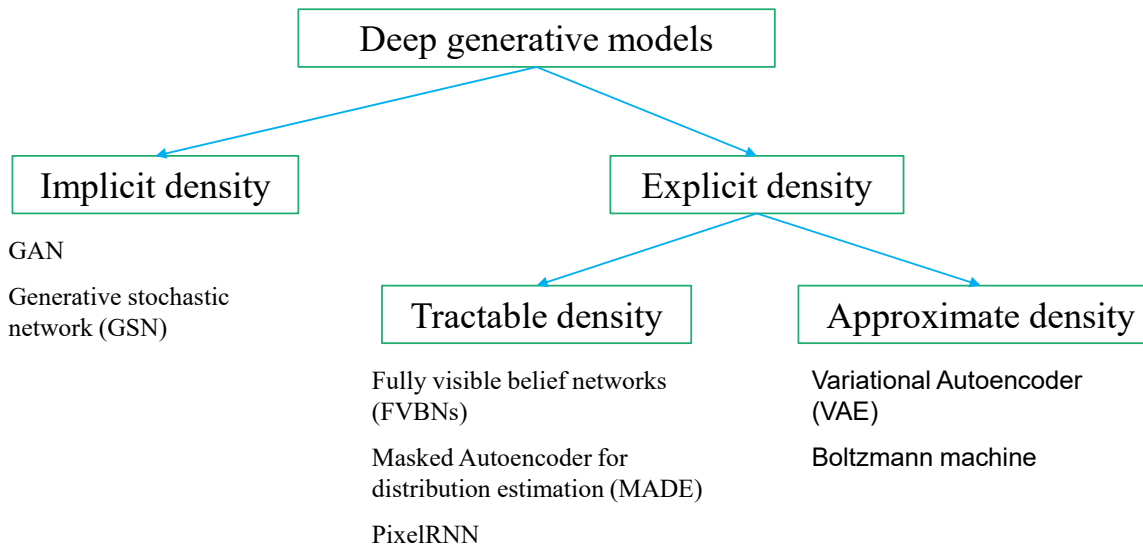 Deep generative models
Implicit density
Explicit density
GAN
Generative stochastic
network (GSN)
Tractable density
Approximate density
Fully visible belief networks
(FVBNs)
Masked Autoencoder for
distribution estimation (MADE)
PixelRNN
Variational Autoencoder
(VAE)
Boltzmann machine